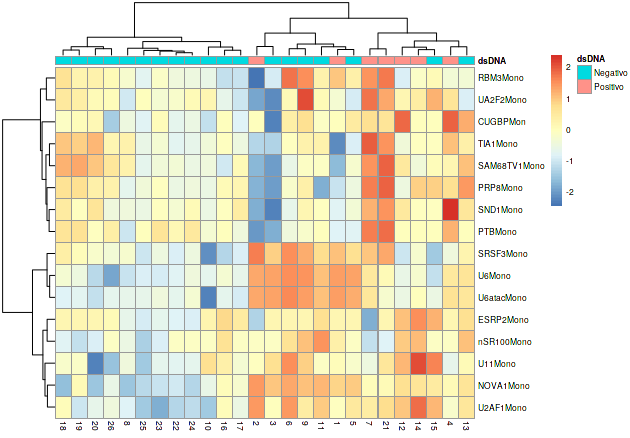 dsDNA
RBM3Mono
UA2F2Mono
CUGBPMon
TIA1Mono
SAM68TV1Mono
PRP8Mono
SND1Mono
PTBMono
SRSF3Mono
U6Mono
U6atacMono
ESRP2Mono
nSR100Mono
U11Mono
NOVA1Mono
U2AF1Mono
18 19 20 26 8 25 23 22 24 10 16 17 2 3 6 9 11 1 5 7 21 12 14 15 4 13
2
1
0
-1
-2
dsDNA
Negativo
Positivo